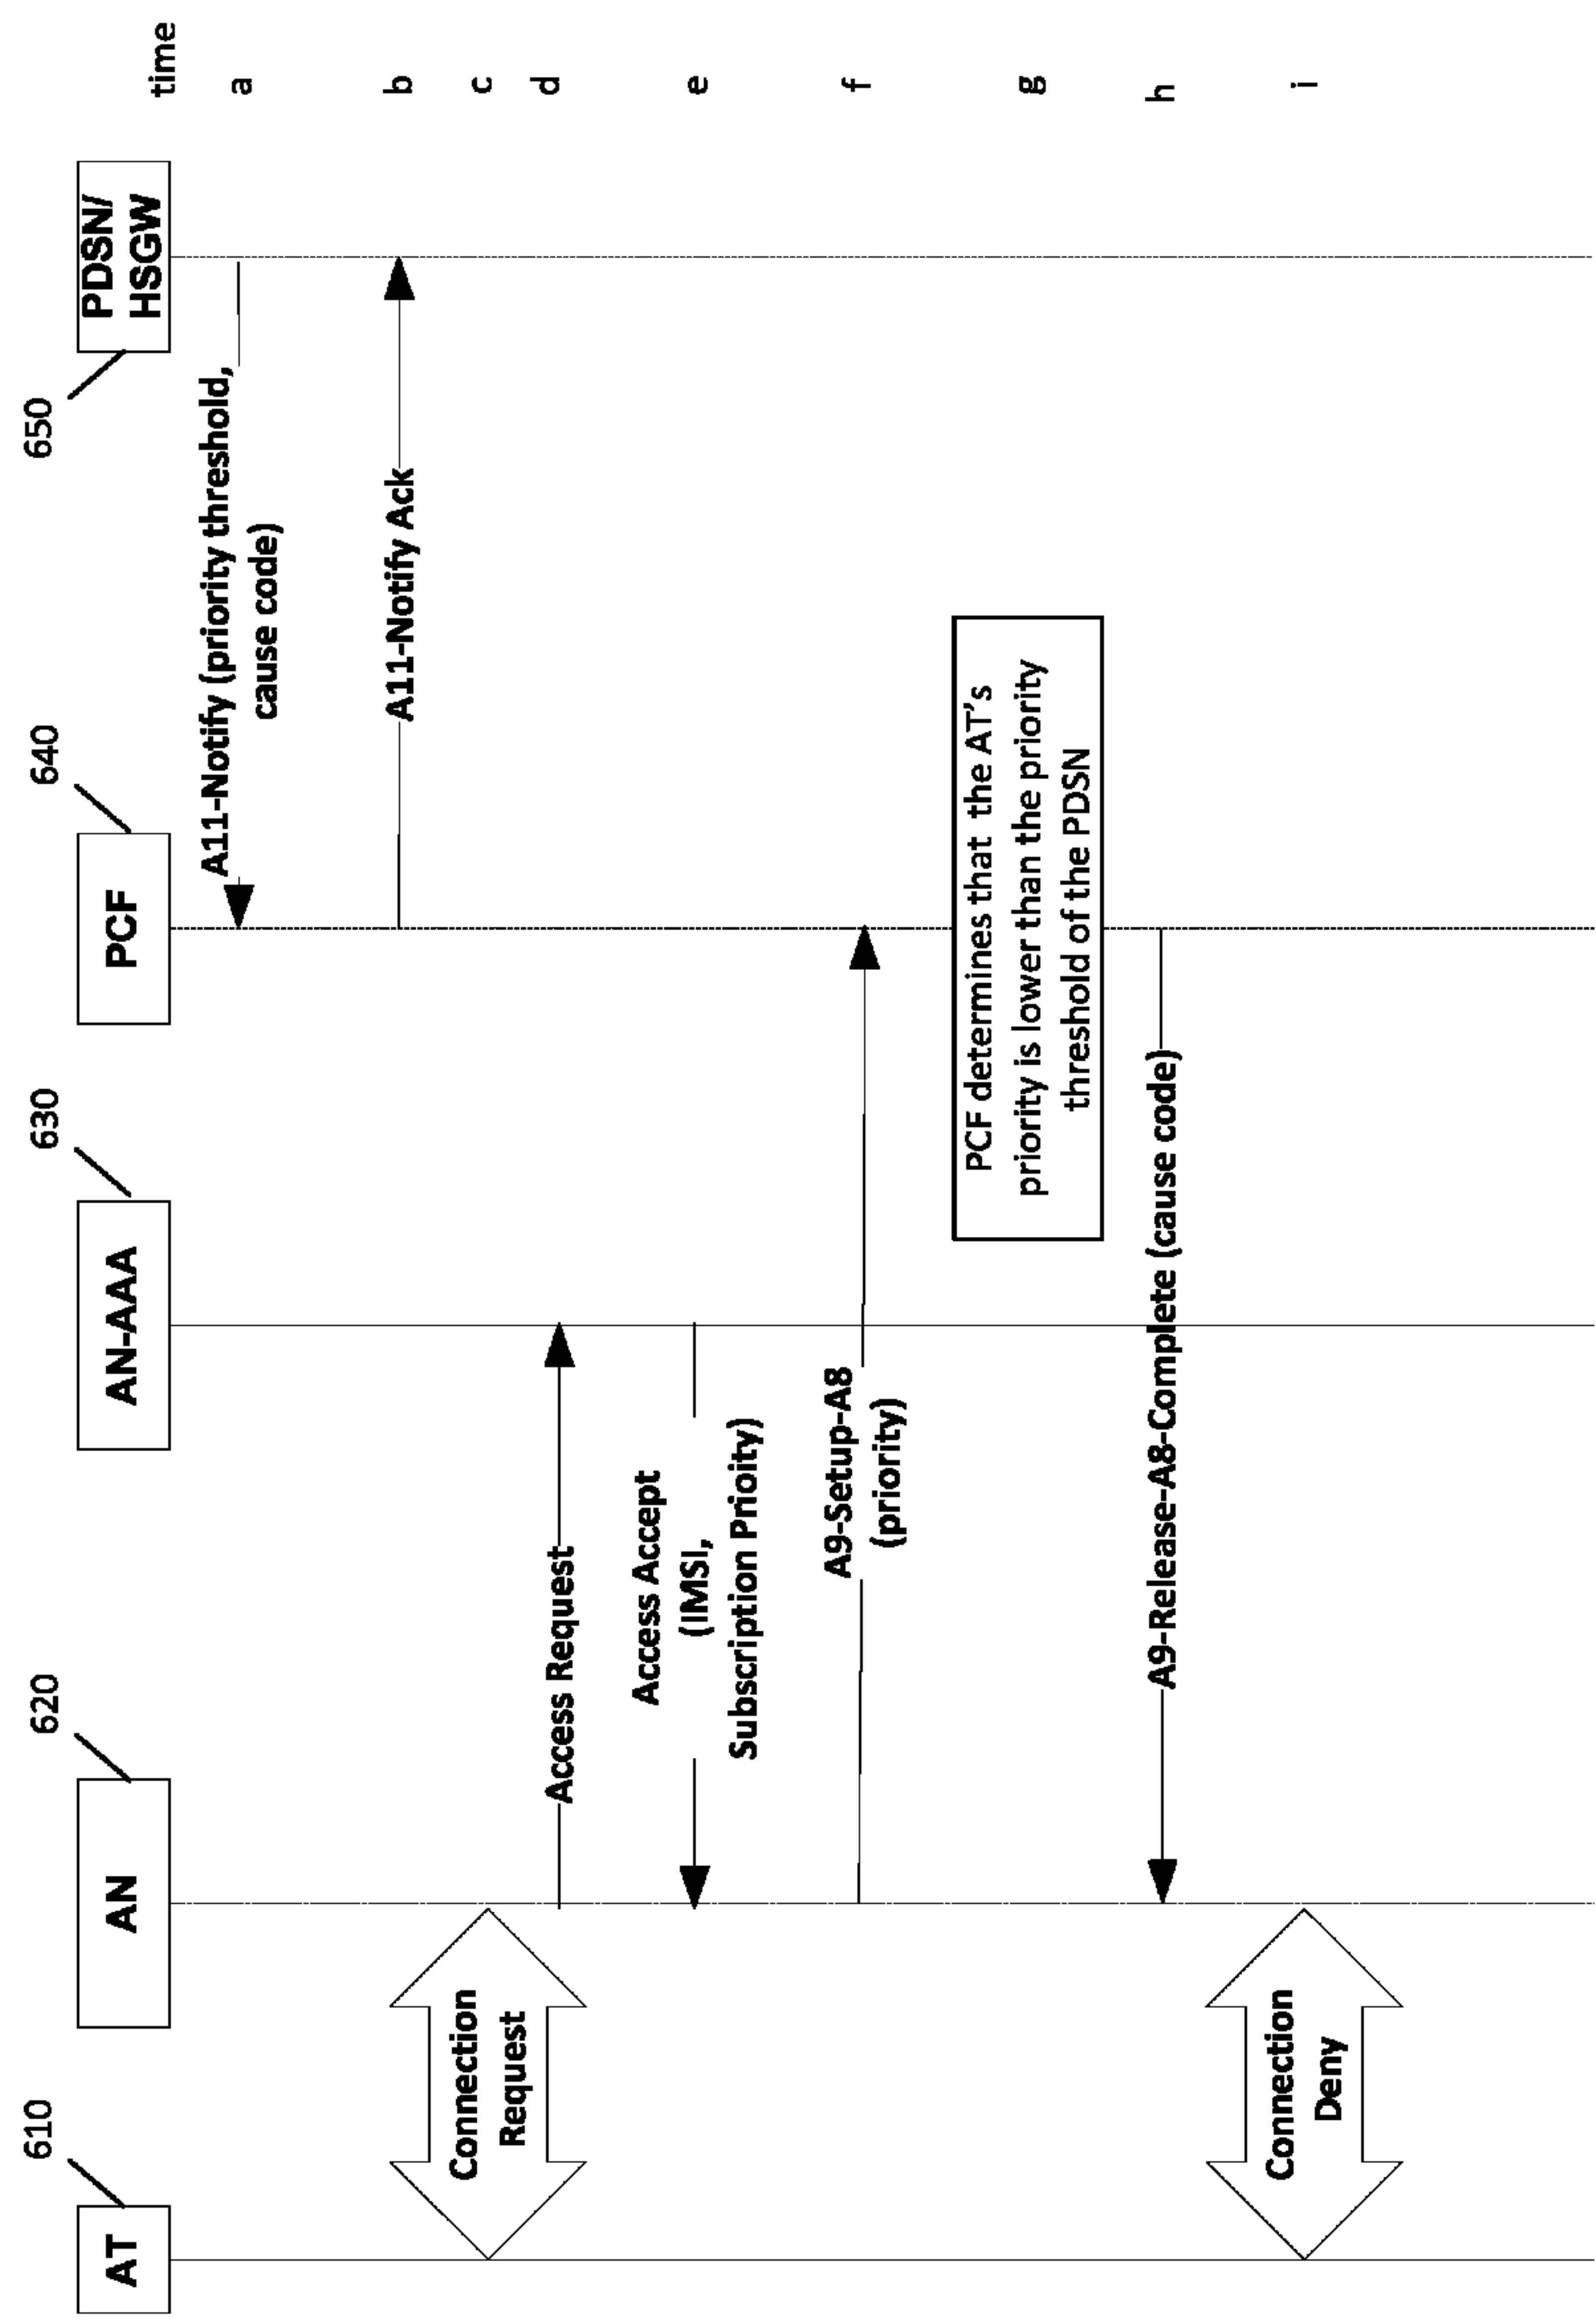 610
620
630
640
650
AT
AN
AN-AAA
PCF
PDSN/
HSGW
time
A11-Notify (priority threshold,
cause code)
a
A11-Notify Ack
b
Connection
Request
c
Access Request
d
Access Accept
(IMSI,
Subscription Prioity)
e
A9-Setup-A8
(priority)
f
PCF determines that the AT's
priority is lower than the priority
threshold of the PDSN
g
A9-Release-A8-Complete (cause code)
h
Connection
Deny
i